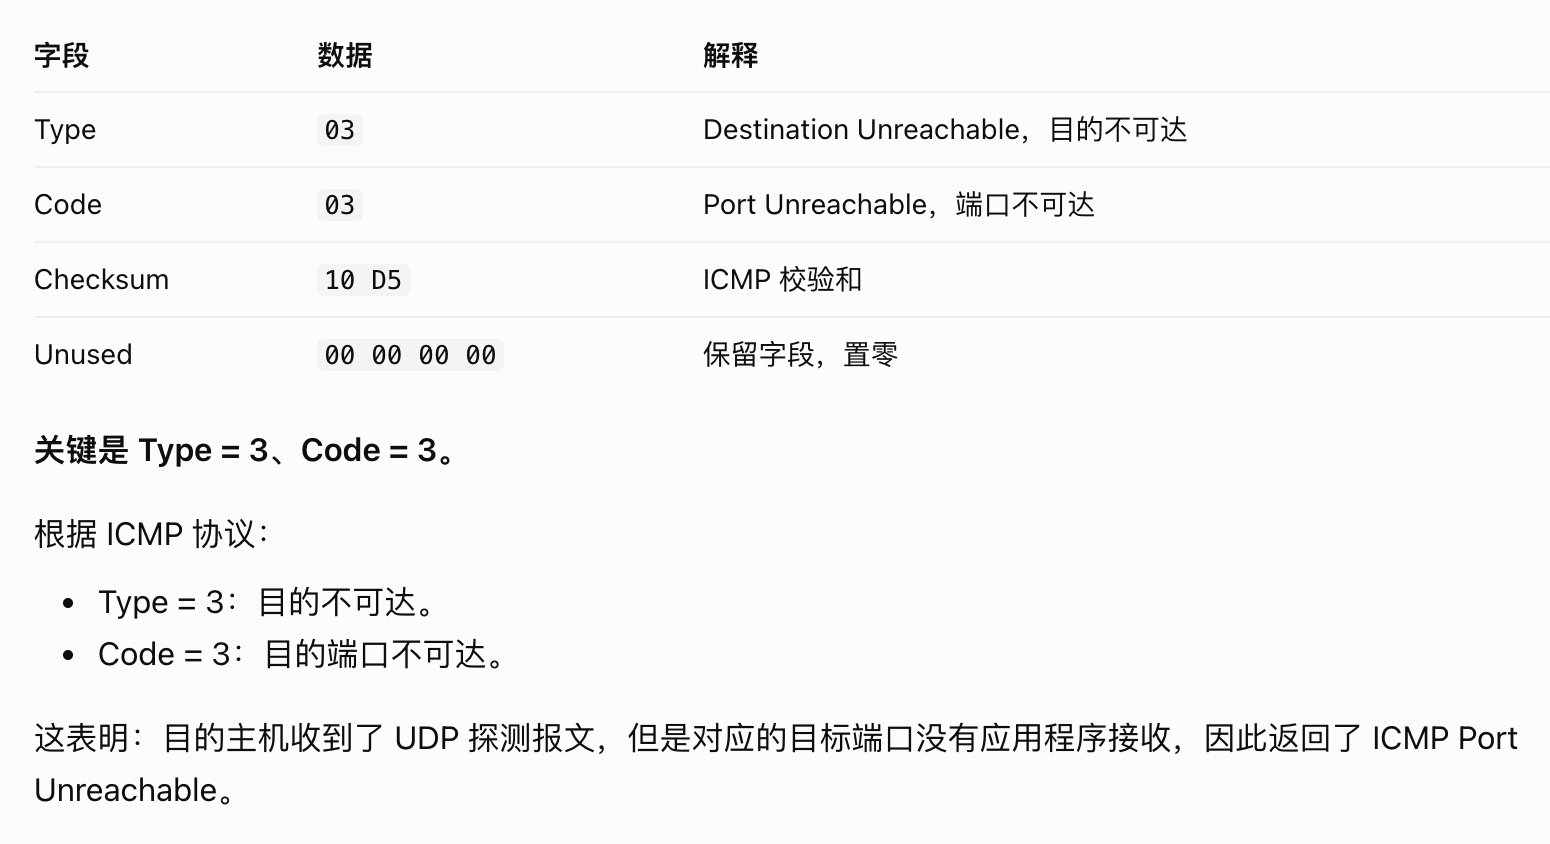 字段 数据 解释
Type 03 Destination Unreachable，目的不可达
Code 03 Port Unreachable，端口不可达
Checksum 10 D5 ICMP 校验和
Unused 00 00 00 00 保留字段，置零
关键是 Type = 3、Code = 3。
根据 ICMP 协议：
• Type = 3：目的不可达。
• Code = 3：目的端口不可达。
这表明：目的主机收到了 UDP 探测报文，但是对应的目标端口没有应用程序接收，因此返回了 ICMP Port
Unreachable。